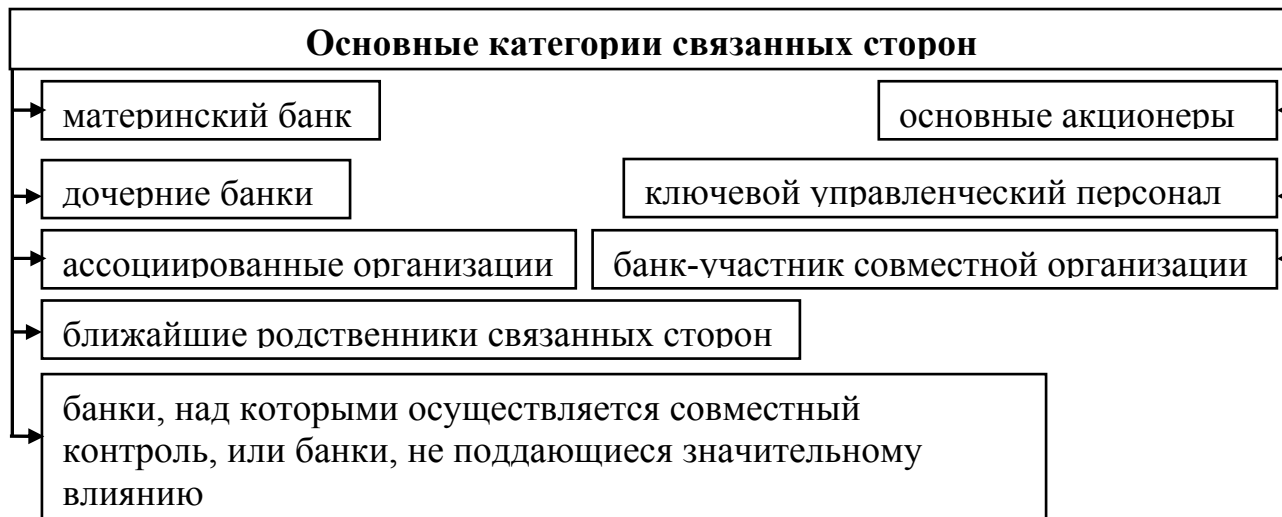 Основные категории связанных сторон
материнский банк
основные акционеры
дочерние банки
ключевой управленческий персонал
ассоциированные организации
банк-участник совместной организации
ближайшие родственники связанных сторон
банки, над которыми осуществляется совместный
контроль, или банки, не поддающиеся значительному
влиянию